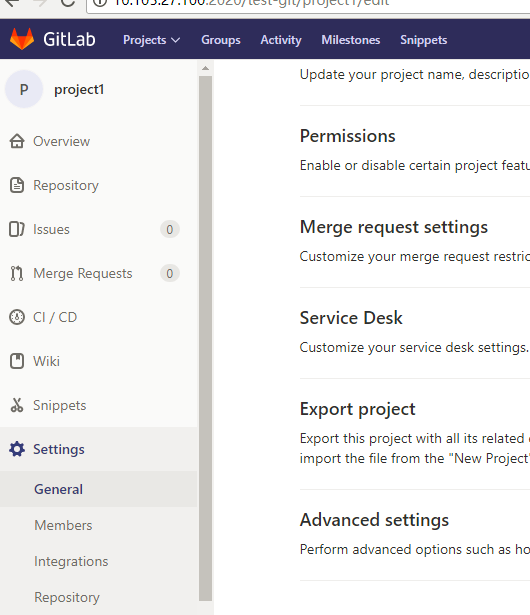 10.105.27.100:2020/test-git/project1/edit
GitLab
Projects
Groups
Activity
Milestones
Snippets
P
project1
Overview
Repository
Issues
0
Merge Requests
0
CI / CD
Wiki
Snippets
Settings
General
Members
Integrations
Repository
Update your project name, descriptio
Permissions
Enable or disable certain project featu
Merge request settings
Customize your merge request restric
Service Desk
Customize your service desk settings.
Export project
Export this project with all its related
import the file from the "New Project"
Advanced settings
Perform advanced options such as ho